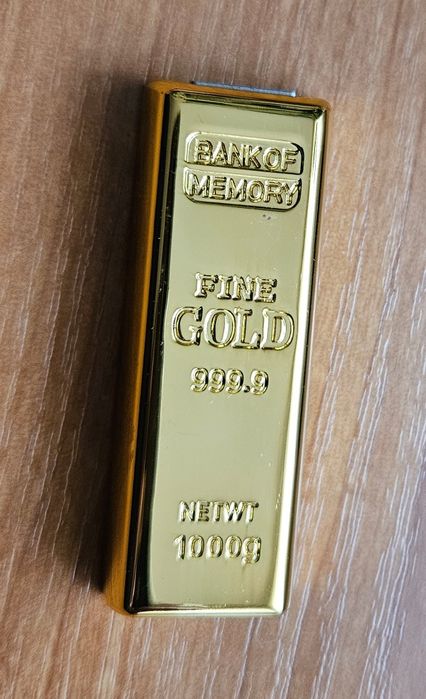 BANK OF
MEMORY
FINE
GOLD
999.9
NETWT
1000g